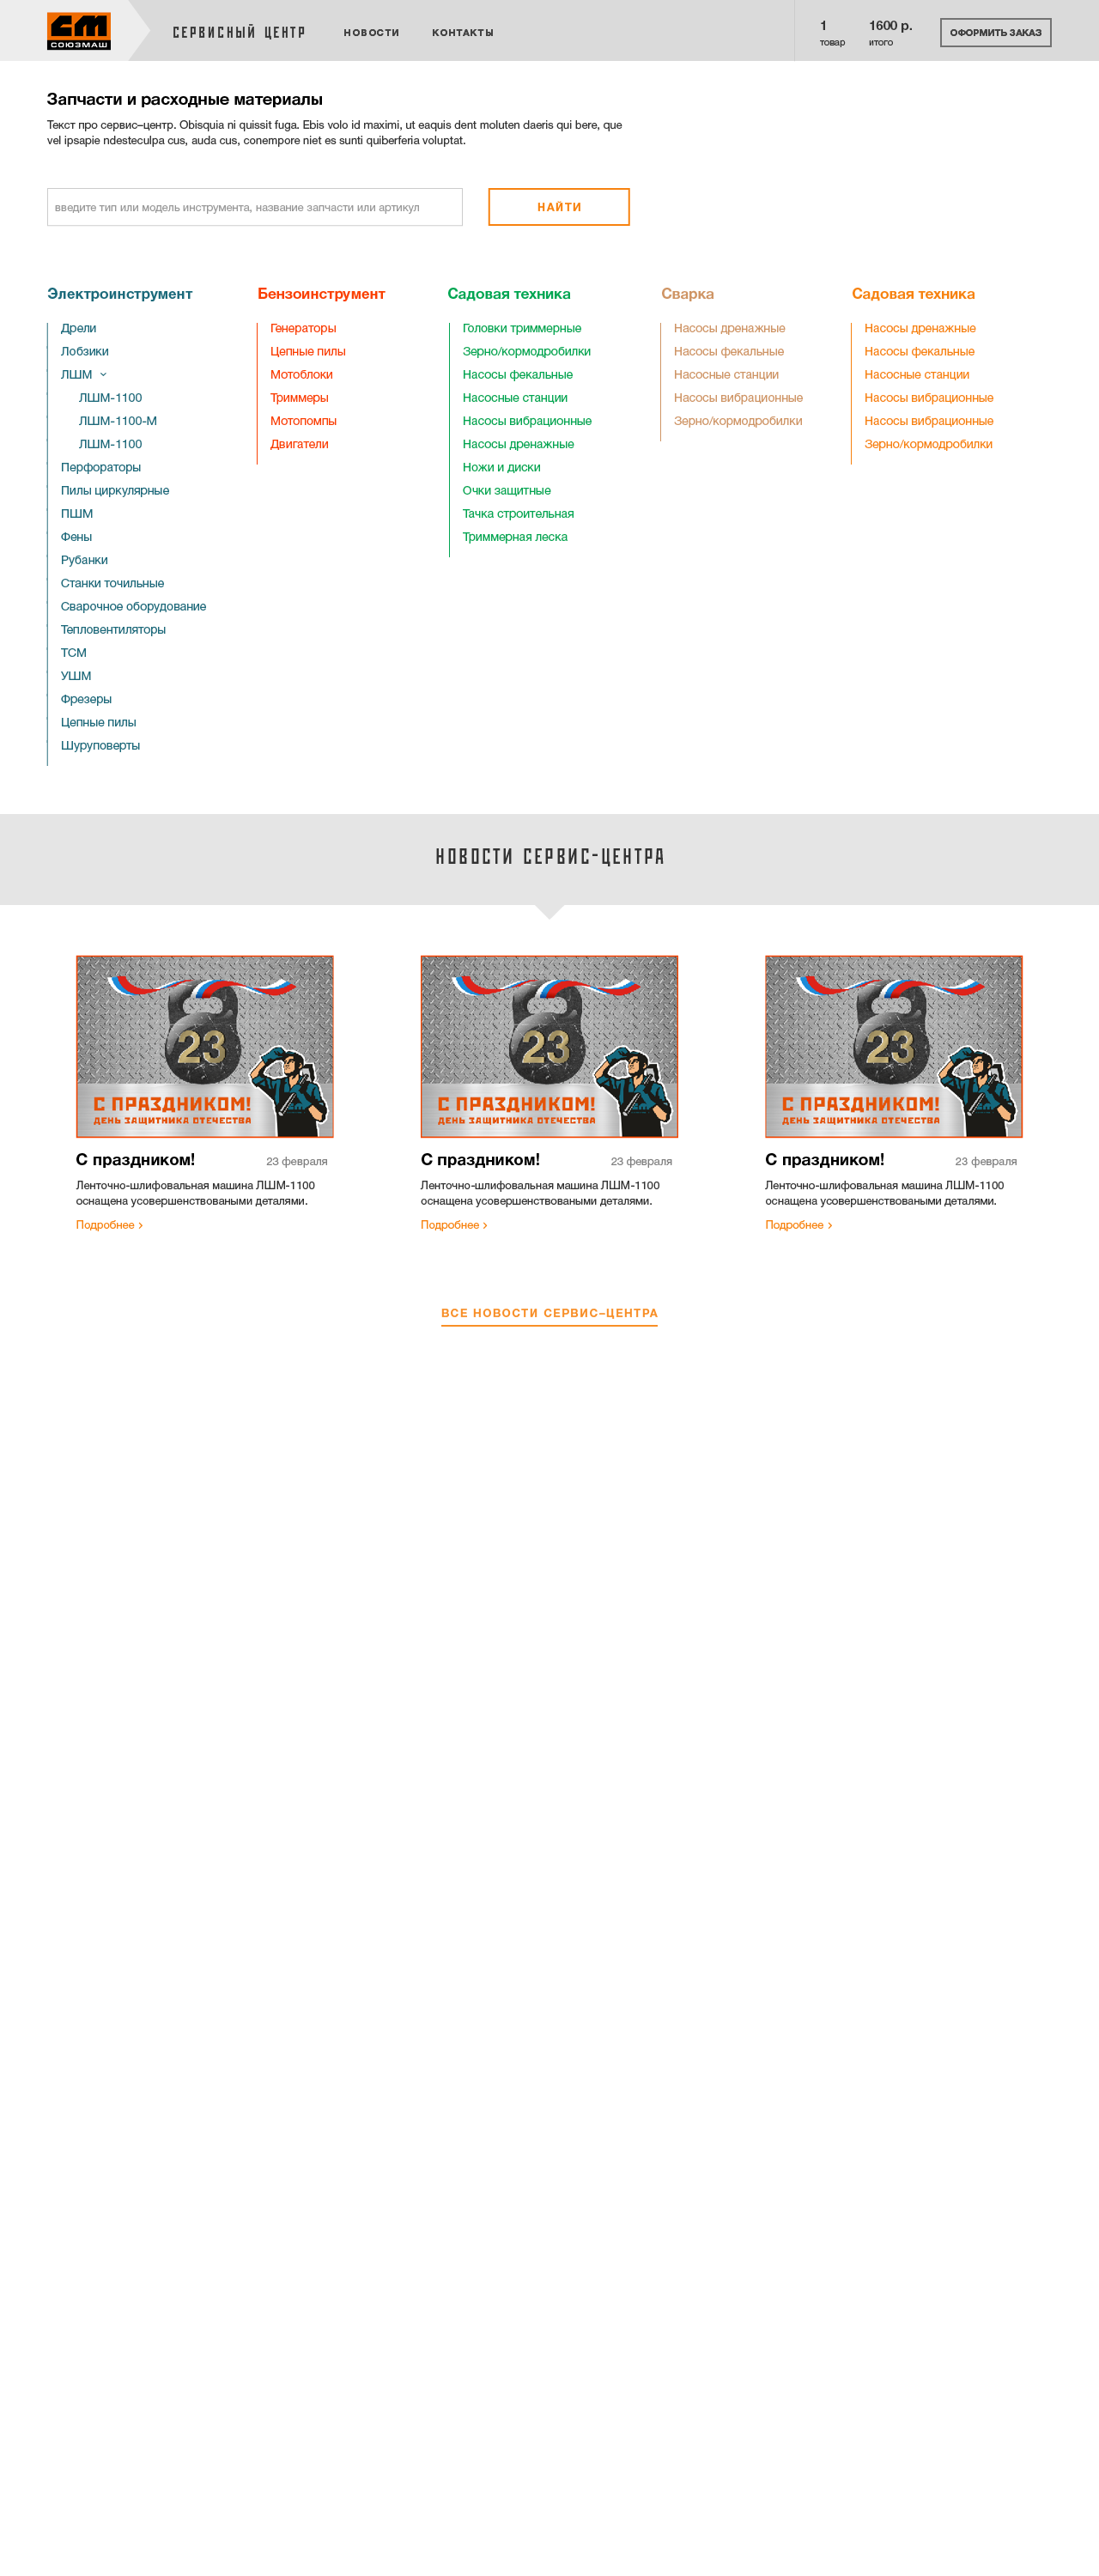 СМ
СОЮЗМАШ
СЕРВИСНЫЙ ЦЕНТР
НОВОСТИ
КОНТАКТЫ
1
товар
1600 р.
итого
ОФОРМИТЬ ЗАКАЗ
Запчасти и расходные материалы
Текст про сервис–центр. Obisquia ni quissit fuga. Ebis volo id maximi, ut eaquis dent moluten daeris qui bere, que
vel ipsapie ndesteculpa cus, auda cus, conempore niet es sunti quiberferia voluptat.
введите тип или модель инструмента, название запчасти или артикул
НАЙТИ
Электроинструмент
Дрели
Лобзики
ЛШМ
ЛШМ-1100
ЛШМ-1100-М
ЛШМ-1100
Перфораторы
Пилы циркулярные
ПШМ
Фены
Рубанки
Станки точильные
Сварочное оборудование
Тепловентиляторы
ТСМ
УШМ
Фрезеры
Цепные пилы
Шуруповерты
Бензоинструмент
Генераторы
Цепные пилы
Мотоблоки
Триммеры
Мотопомпы
Двигатели
Садовая техника
Головки триммерные
Зерно/кормодробилки
Насосы фекальные
Насосные станции
Насосы вибрационные
Насосы дренажные
Ножи и диски
Очки защитные
Тачка строительная
Триммерная леска
Сварка
Насосы дренажные
Насосы фекальные
Насосные станции
Насосы вибрационные
Зерно/кормодробилки
Садовая техника
Насосы дренажные
Насосы фекальные
Насосные станции
Насосы вибрационные
Насосы вибрационные
Зерно/кормодробилки
НОВОСТИ СЕРВИС-ЦЕНТРА
23
С ПРАЗДНИКОМ!
ДЕНЬ ЗАЩИТНИКА ОТЕЧЕСТВА
С праздником!
23 февраля
Ленточно-шлифовальная машина ЛШМ-1100
оснащена усовершенствоваными деталями.
Подробнее ›
23
С ПРАЗДНИКОМ!
ДЕНЬ ЗАЩИТНИКА ОТЕЧЕСТВА
С праздником!
23 февраля
Ленточно-шлифовальная машина ЛШМ-1100
оснащена усовершенствоваными деталями.
Подробнее ›
23
С ПРАЗДНИКОМ!
ДЕНЬ ЗАЩИТНИКА ОТЕЧЕСТВА
С праздником!
23 февраля
Ленточно-шлифовальная машина ЛШМ-1100
оснащена усовершенствоваными деталями.
Подробнее ›
ВСЕ НОВОСТИ СЕРВИС–ЦЕНТРА